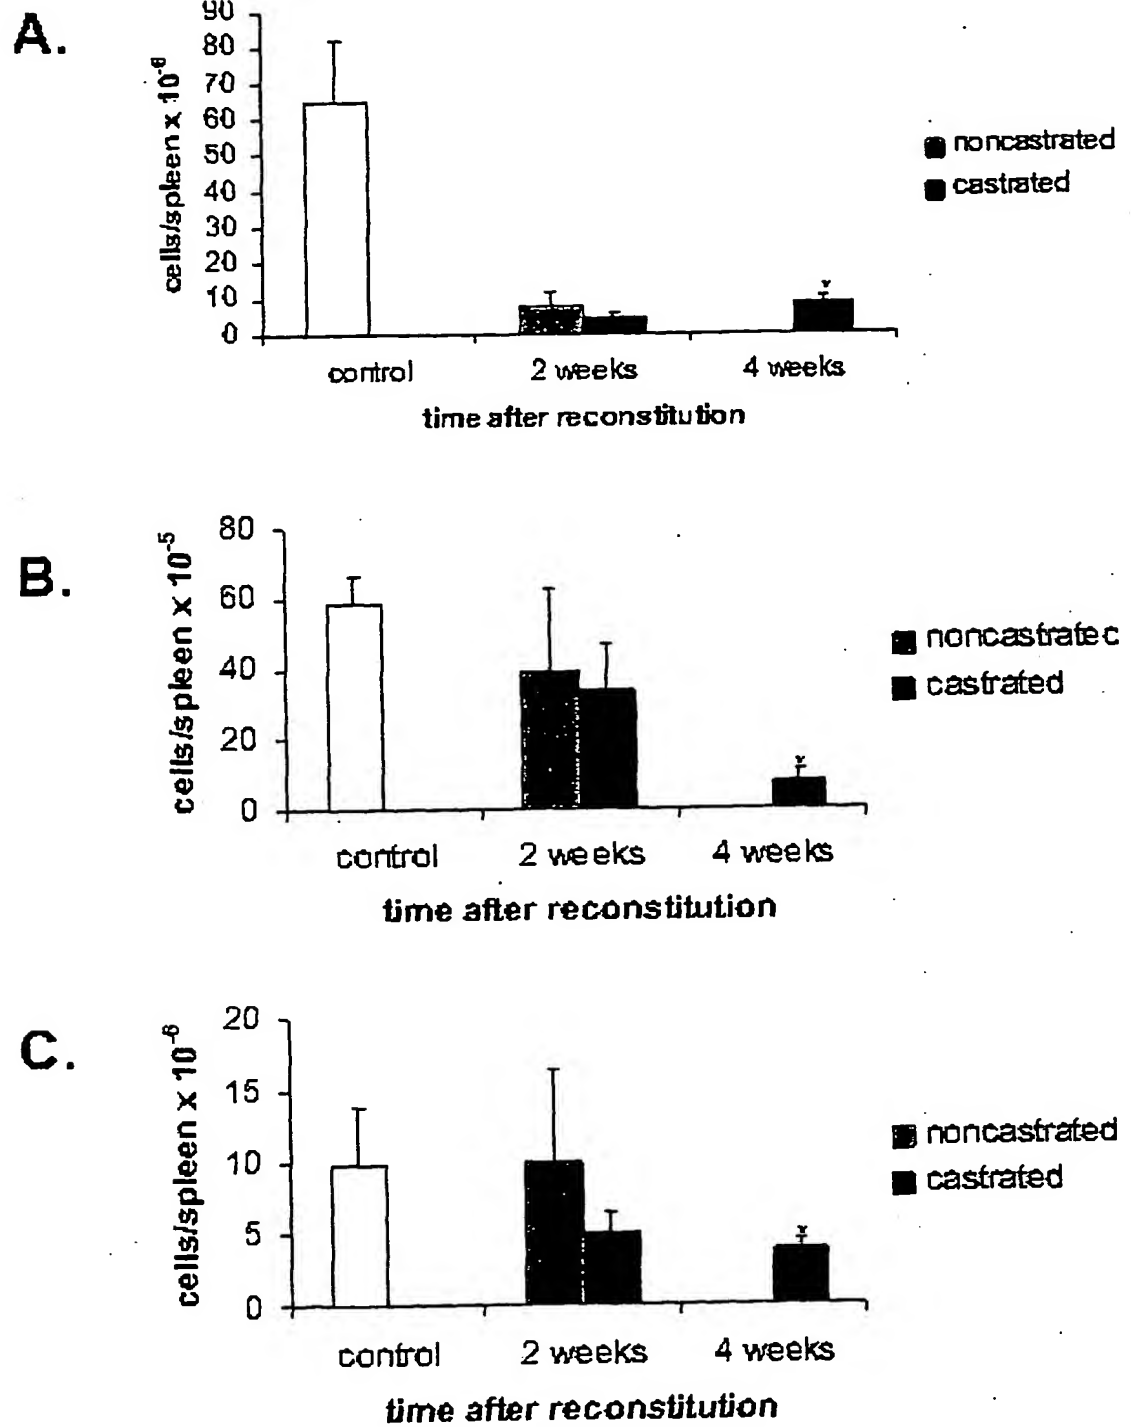 A.
90
80
70
60
50
40
30
20
10
0
cells/spleen x 10-6
noncastrated
castrated
control 2 weeks 4 weeks
time after reconstitution
B.
80
60
40
20
0
cells/spleen x 10-5
noncastratec
castrated
control 2 weeks 4 weeks
time after reconstitution
C.
20
15
10
5
0
cells/spleen x 10-6
noncastrated
castrated
control 2 weeks 4 weeks
time after reconstitution